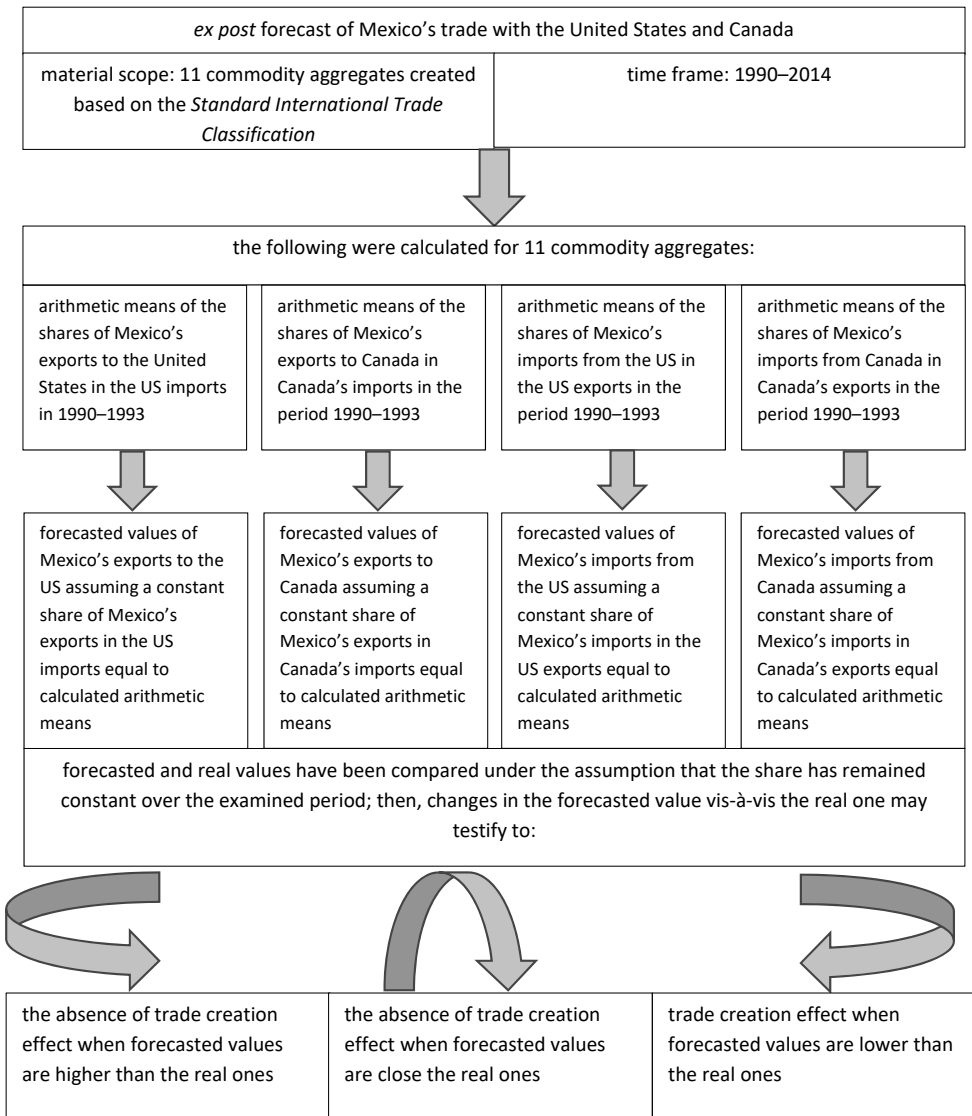 ex post forecast of Mexico’s trade with the United States and Canada
material scope: 11 commodity aggregates created
based on the Standard International Trade
Classification
time frame: 1990–2014
the following were calculated for 11 commodity aggregates:
arithmetic means of the
shares of Mexico’s
exports to the United
States in the US imports
in 1990–1993
arithmetic means of the
shares of Mexico’s
exports to Canada in
Canada’s imports in the
period 1990–1993
arithmetic means of the
shares of Mexico’s
imports from the US in
the US exports in the
period 1990–1993
arithmetic means of the
shares of Mexico’s
imports from Canada in
Canada’s exports in the
period 1990–1993
forecasted values of
Mexico’s exports to the
US assuming a constant
share of Mexico’s
exports in the US
imports equal to
calculated arithmetic
means
forecasted values of
Mexico’s exports to
Canada assuming a
constant share of
Mexico’s exports in
Canada’s imports equal
to calculated arithmetic
means
forecasted values of
Mexico’s imports from
the US assuming a
constant share of
Mexico’s imports in the
US exports equal to
calculated arithmetic
means
forecasted values of
Mexico’s imports from
Canada assuming a
constant share of
Mexico’s imports in
Canada’s exports equal
to calculated arithmetic
means
forecasted and real values have been compared under the assumption that the share has remained
constant over the examined period; then, changes in the forecasted value vis-à-vis the real one may
testify to:
the absence of trade creation
effect when forecasted values
are higher than the real ones
the absence of trade creation
effect when forecasted values
are close the real ones
trade creation effect when
forecasted values are lower than
the real ones